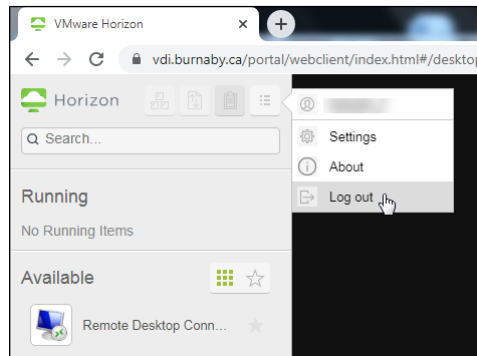 VMware Horizon
vdi.burnaby.ca/portal/webclient/index.html#/deskto
Horizon
Search...
Settings
About
Log out
Running
No Running Items
Available
Remote Desktop Conn...